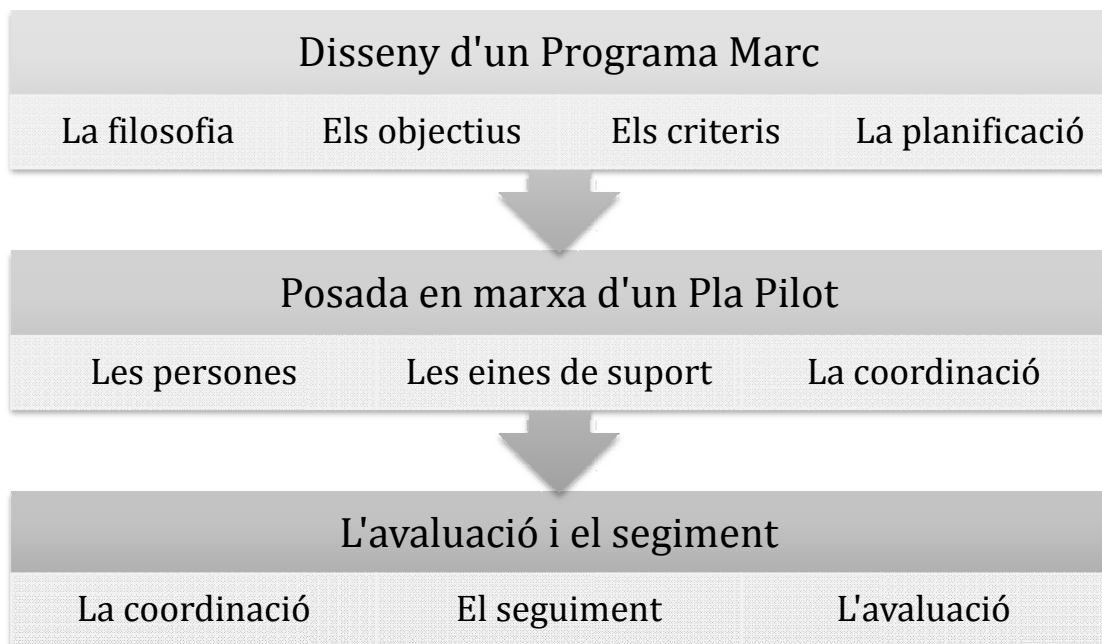 Disseny d'un Programa Marc
La filosofia Els objectius Els criteris La planificació
Posada en marxa d'un Pla Pilot
Les persones Les eines de suport La coordinació
L'avaluació i el segiment
La coordinació El seguiment L'avaluació